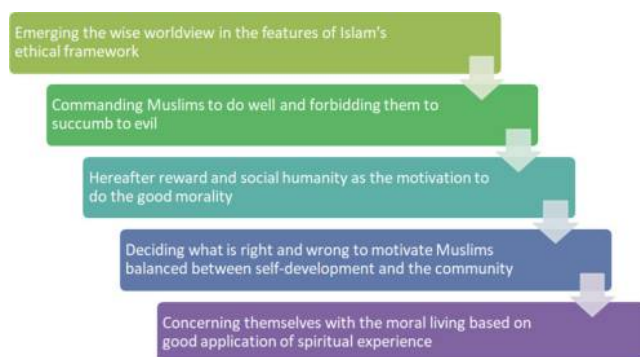 Emerging the wise worldview in the features of Islam's
ethical framework
Commanding Muslims to do well and forbidding them to
succumb to evil
Hereafter reward and social humanity as the motivation to
do the good morality
Deciding what is right and wrong to motivate Muslims
balanced between self-development and the community
Concerning themselves with the moral living based on
good application of spiritual experience